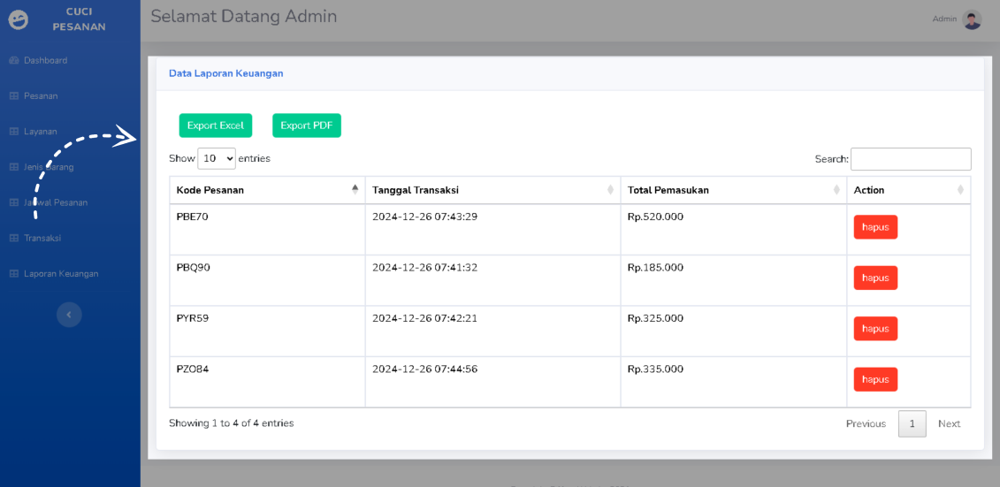 CUCI
PESANAN
Selamat Datang Admin
Admin
Dashboard
Pesanan
Layanan
Jenis Barang
Jadwal Pesanan
Transaksi
Laporan Keuangan
Data Laporan Keuangan
Export Excel Export PDF
Show 10 entries Search:
Kode Pesanan Tanggal Transaksi Total Pemasukan Action
PBE70 2024-12-26 07:43:29 Rp.520.000 hapus
PBQ90 2024-12-26 07:41:32 Rp.185.000 hapus
PYR59 2024-12-26 07:42:21 Rp.325.000 hapus
PZO84 2024-12-26 07:44:56 Rp.335.000 hapus
Showing 1 to 4 of 4 entries Previous 1 Next